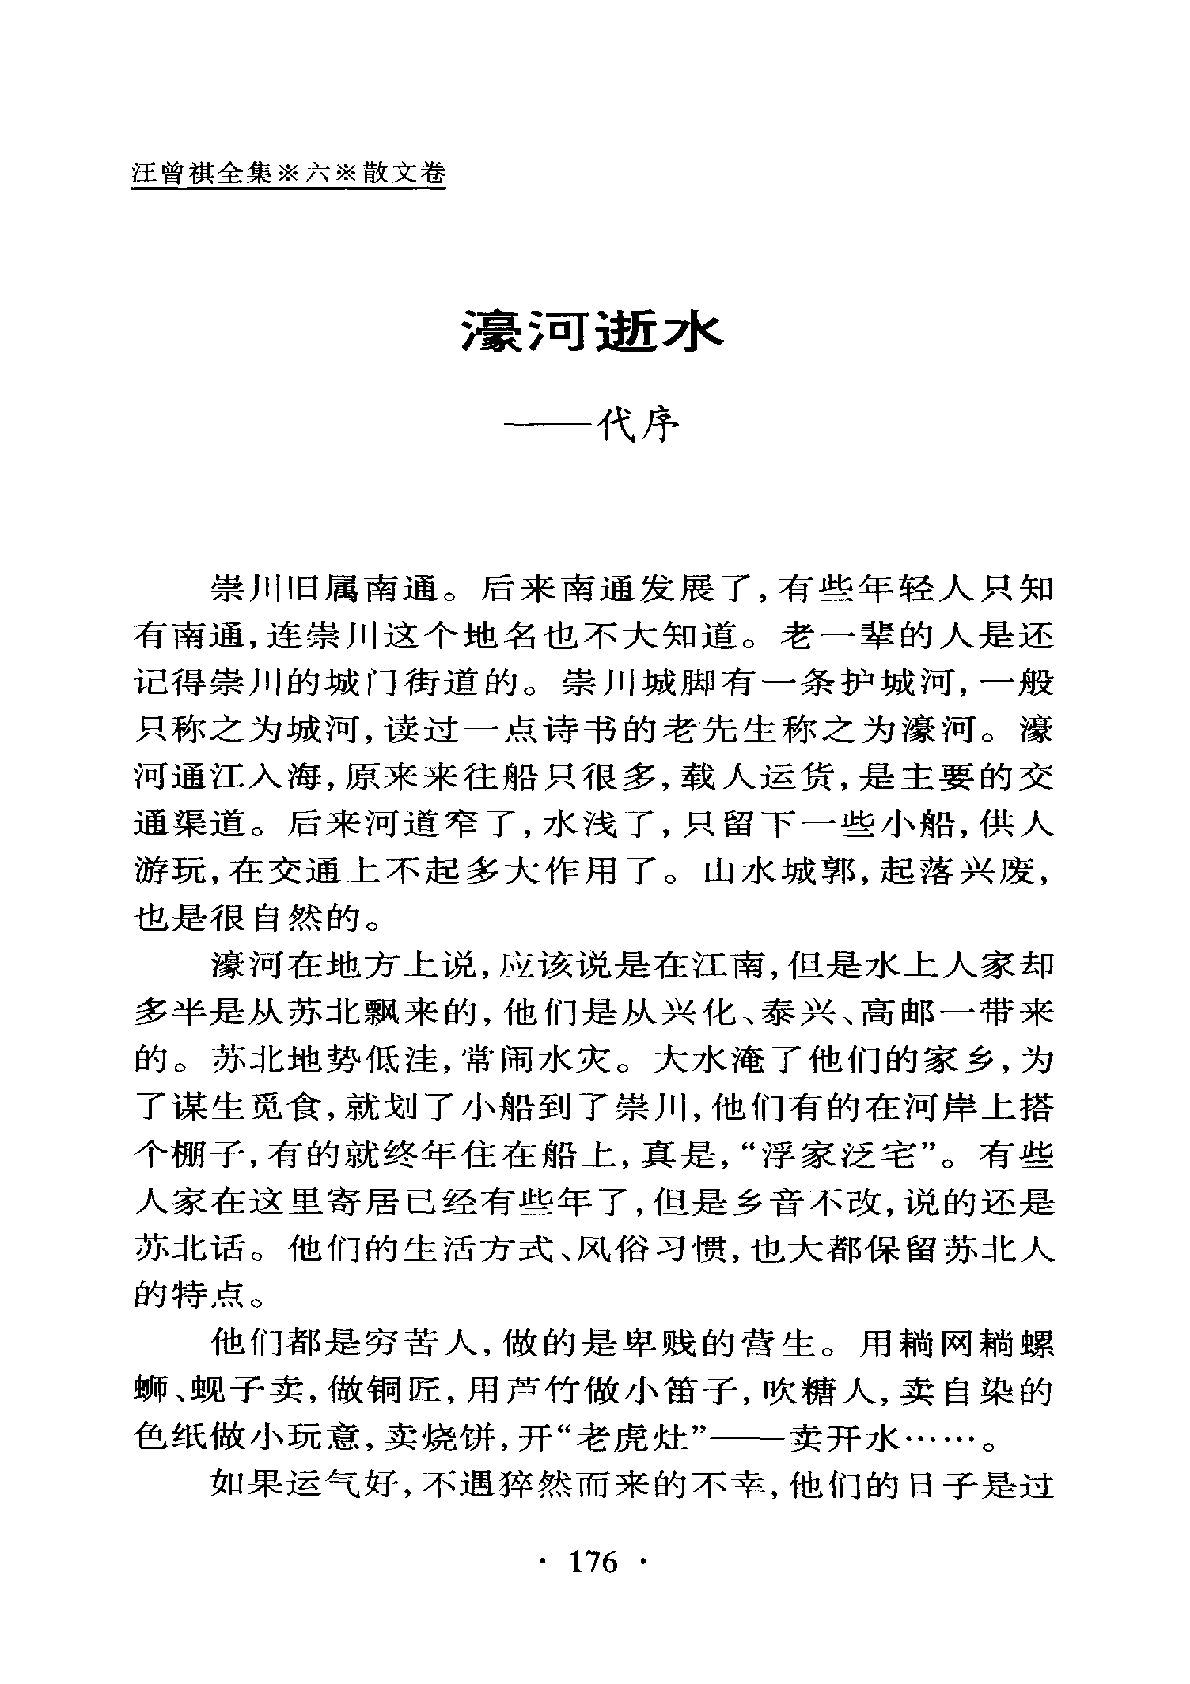 汪曾祺全集※六※散文卷
濠河逝水
——代序
崇川旧属南通。后来南通发展了,有些年轻人只知
有南通,连崇川这个地名也不大知道。老一辈的人是还
记得崇川的城门街道的。崇川城脚有一条护城河,一般
只称之为城河,读过一点诗书的老先生称之为濠河。濠
河通江入海,原来来往船只很多,载人运货,是主要的交
通渠道。后来河道窄了,水浅了,只留下一些小船,供人
游玩,在交通上不起多大作用了。山水城郭,起落兴废,
也是很自然的。
濠河在地方上说,应该说是在江南,但是水上人家却
多半是从苏北飘来的,他们是从兴化、泰兴、高邮一带来
的。苏北地势低洼,常闹水灾。大水淹了他们的家乡,为
了谋生觅食,就划了小船到了崇川,他们有的在河岸上搭
个棚子,有的就终年住在船上,真是,“浮家泛宅”。有些
人家在这里寄居已经有些年了,但是乡音不改,说的还是
苏北话。他们的生活方式、风俗习惯,也大都保留苏北人
的特点。
他们都是穷苦人,做的是卑贱的营生。用耥网耥螺
蛳、蚬子卖,做铜匠,用芦竹做小笛子,吹糖人,卖自染的
色纸做小玩意,卖烧饼,开“老虎灶”——卖开水……。
如果运气好,不遇猝然而来的不幸,他们的日子是过
· 176 ·